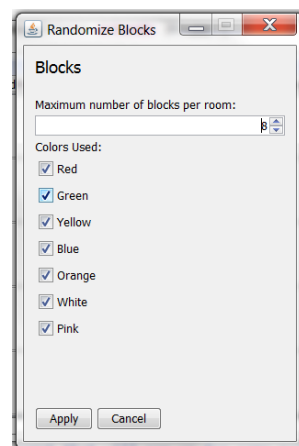 Randomize Blocks
Blocks
Maximum number of blocks per room:
8
Colors Used:
Red
Green
Yellow
Blue
Orange
White
Pink
Apply Cancel